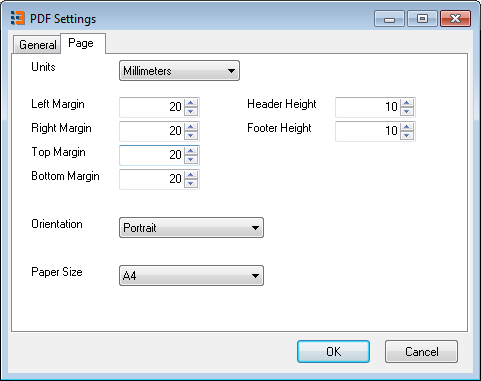 PDF Settings
General Page
Units Millimeters
Left Margin 20 Header Height 10
Right Margin 20 Footer Height 10
Top Margin 20
Bottom Margin 20
Orientation Portrait
Paper Size A4
OK Cancel